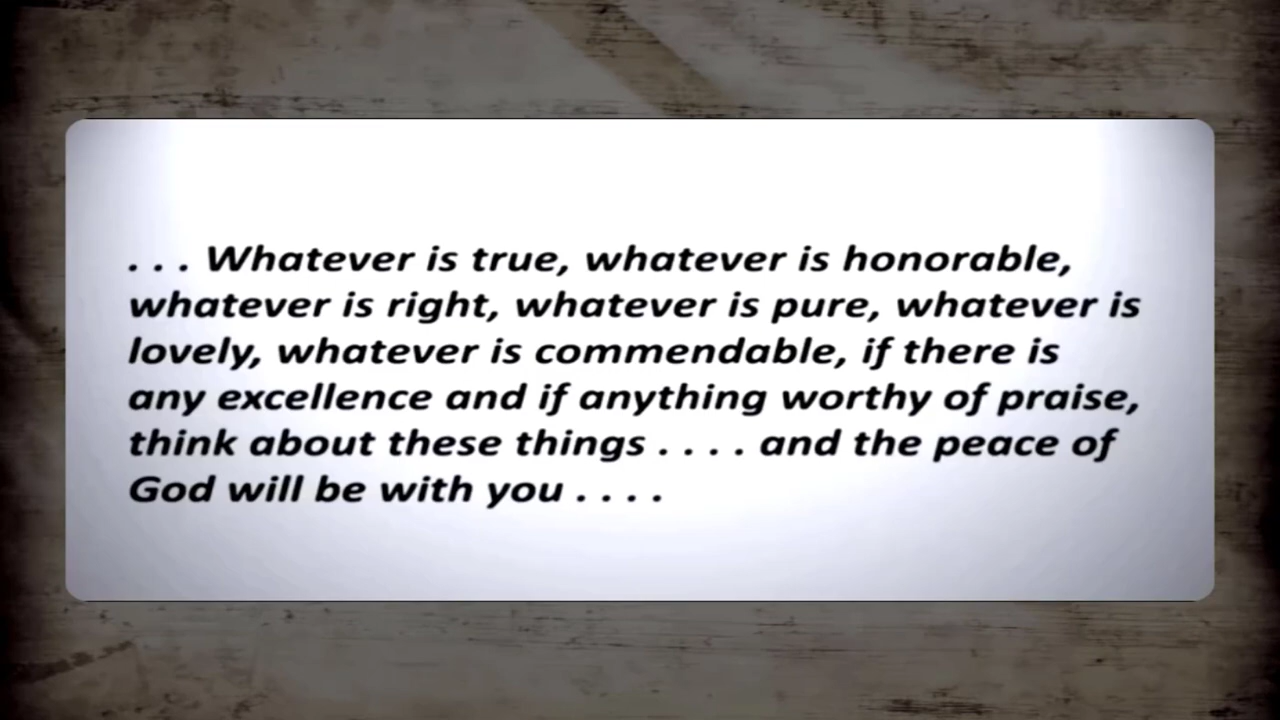 . . . Whatever is true, whatever is honorable,
whatever is right, whatever is pure, whatever is
lovely, whatever is commendable, if there is
any excellence and if anything worthy of praise,
think about these things . . . . and the peace of
God will be with you . . . .